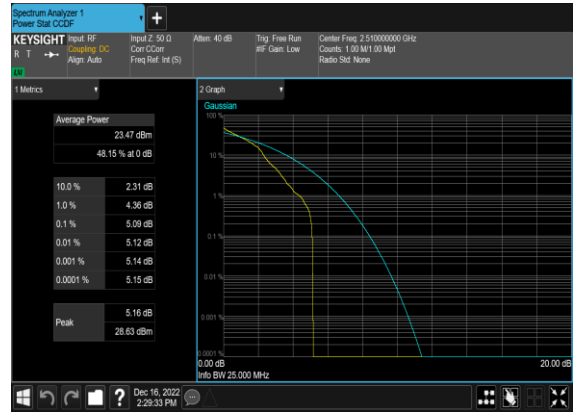 Spectrum Analyzer 1
Power Stat CCDF
+
KEYSIGHT
R T
LXI
Input: RF
Coupling: DC
Align: Auto
Input Z: 50 Ω
Corr CCorr
Freq Ref: Int (S)
Atten: 40 dB
Trig: Free Run
#IF Gain: Low
Center Freq: 2.510000000 GHz
Counts: 1.00 M/1.00 Mpt
Radio Std: None
1 Metrics
Average Power
23.47 dBm
48.15 % at 0 dB
10.0 % 2.31 dB
1.0 % 4.36 dB
0.1 % 5.09 dB
0.01 % 5.12 dB
0.001 % 5.14 dB
0.0001 % 5.15 dB
Peak
5.16 dB
28.63 dBm
2 Graph
Gaussian
100 %
10 %
1 %
0.1 %
0.01 %
0.001 %
0.0001 %
0.00 dB 20.00 dB
Info BW 25.000 MHz
?
Dec 16, 2022
2:29:33 PM